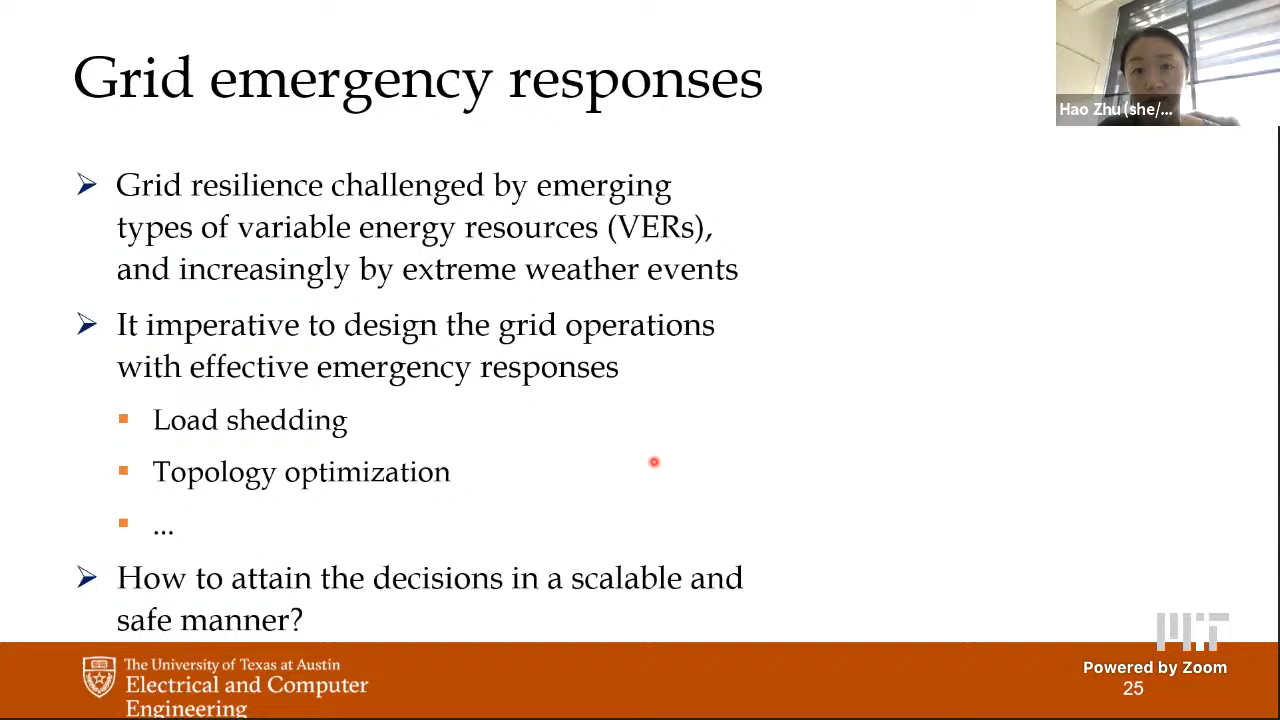 Grid emergency responses
Hao Zhu (she/...
Grid resilience challenged by emerging
types of variable energy resources (VERs),
and increasingly by extreme weather events
It imperative to design the grid operations
with effective emergency responses
Load shedding
Topology optimization
...
How to attain the decisions in a scalable and
safe manner?
The University of Texas at Austin
Electrical and Computer
Engineering
MIT
Powered by Zoom
25